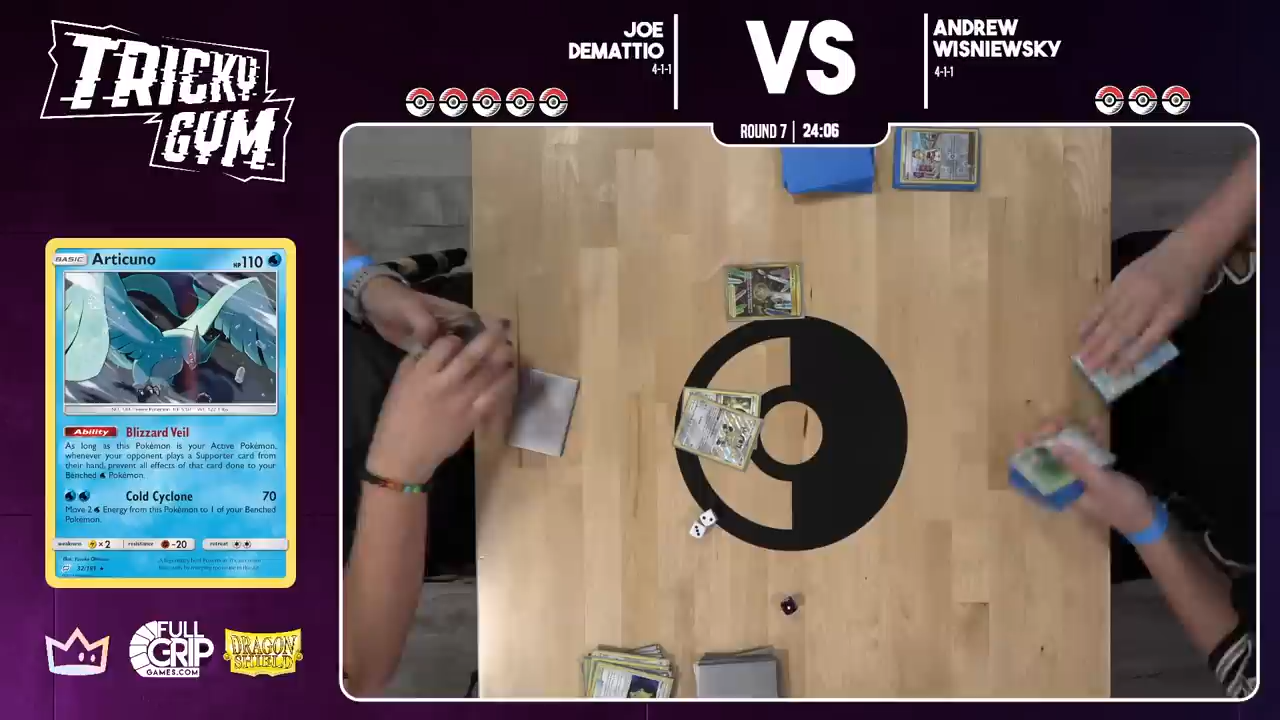 TRICKY
GYM
JOE
DEMATTIO
4-1-1
VS
ANDREW
WISNIEWSKY
4-1-1
ROUND 7 | 24:06
BASIC Articuno HP 110
Ability Blizzard Veil
As long as this Pokémon is your Active Pokémon,
whenever your opponent plays a Supporter card from
their hand, prevent all effects of that card done to your
Benched Pokémon.
Cold Cyclone 70
Move 2 Energy from this Pokémon to 1 of your Benched
Pokémon.
weakness ×2 resistance -20 retreat
FULL
GRIP
GAMES.COM
DRAGON
SHIELD